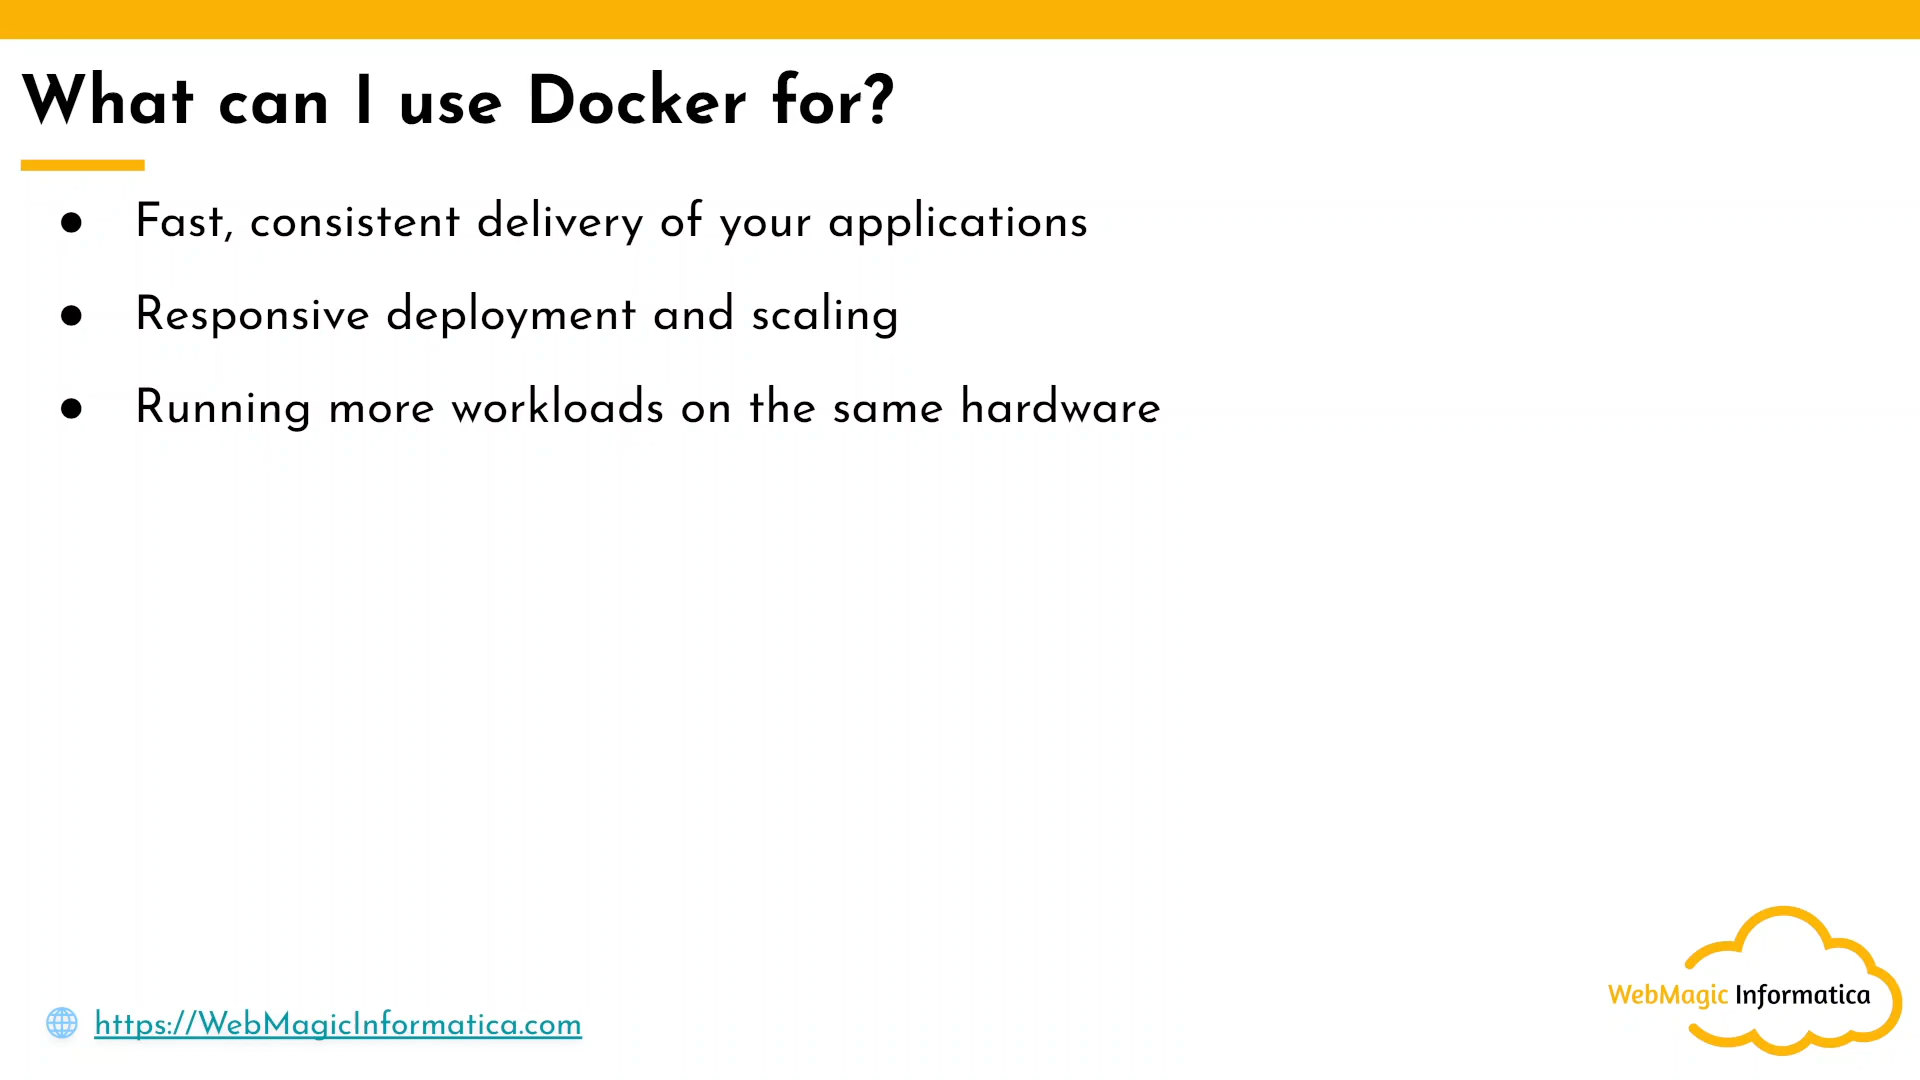 What can I use Docker for?
● Fast, consistent delivery of your applications
● Responsive deployment and scaling
● Running more workloads on the same hardware
https://WebMagicInformatica.com
WebMagic Informatica